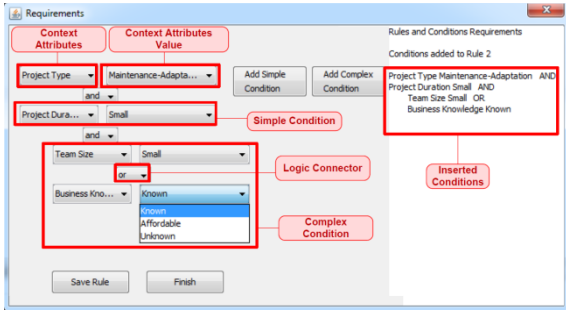 Requirements
Context
Attributes
Context Attributes
Value
Rules and Conditions Requirements
Conditions added to Rule 2
Project Type
Maintenance-Adapta...
Add Simple
Condition
Add Complex
Condition
Project Type Maintenance-Adaptation AND
Project Duration Small AND
Team Size Small OR
Business Knowledge Known
and
Project Dura...
Small
Simple Condition
and
Team Size
Small
or
Logic Connector
Inserted
Conditions
Business Kno...
Known
Known
Affordable
Unknown
Complex
Condition
Save Rule
Finish